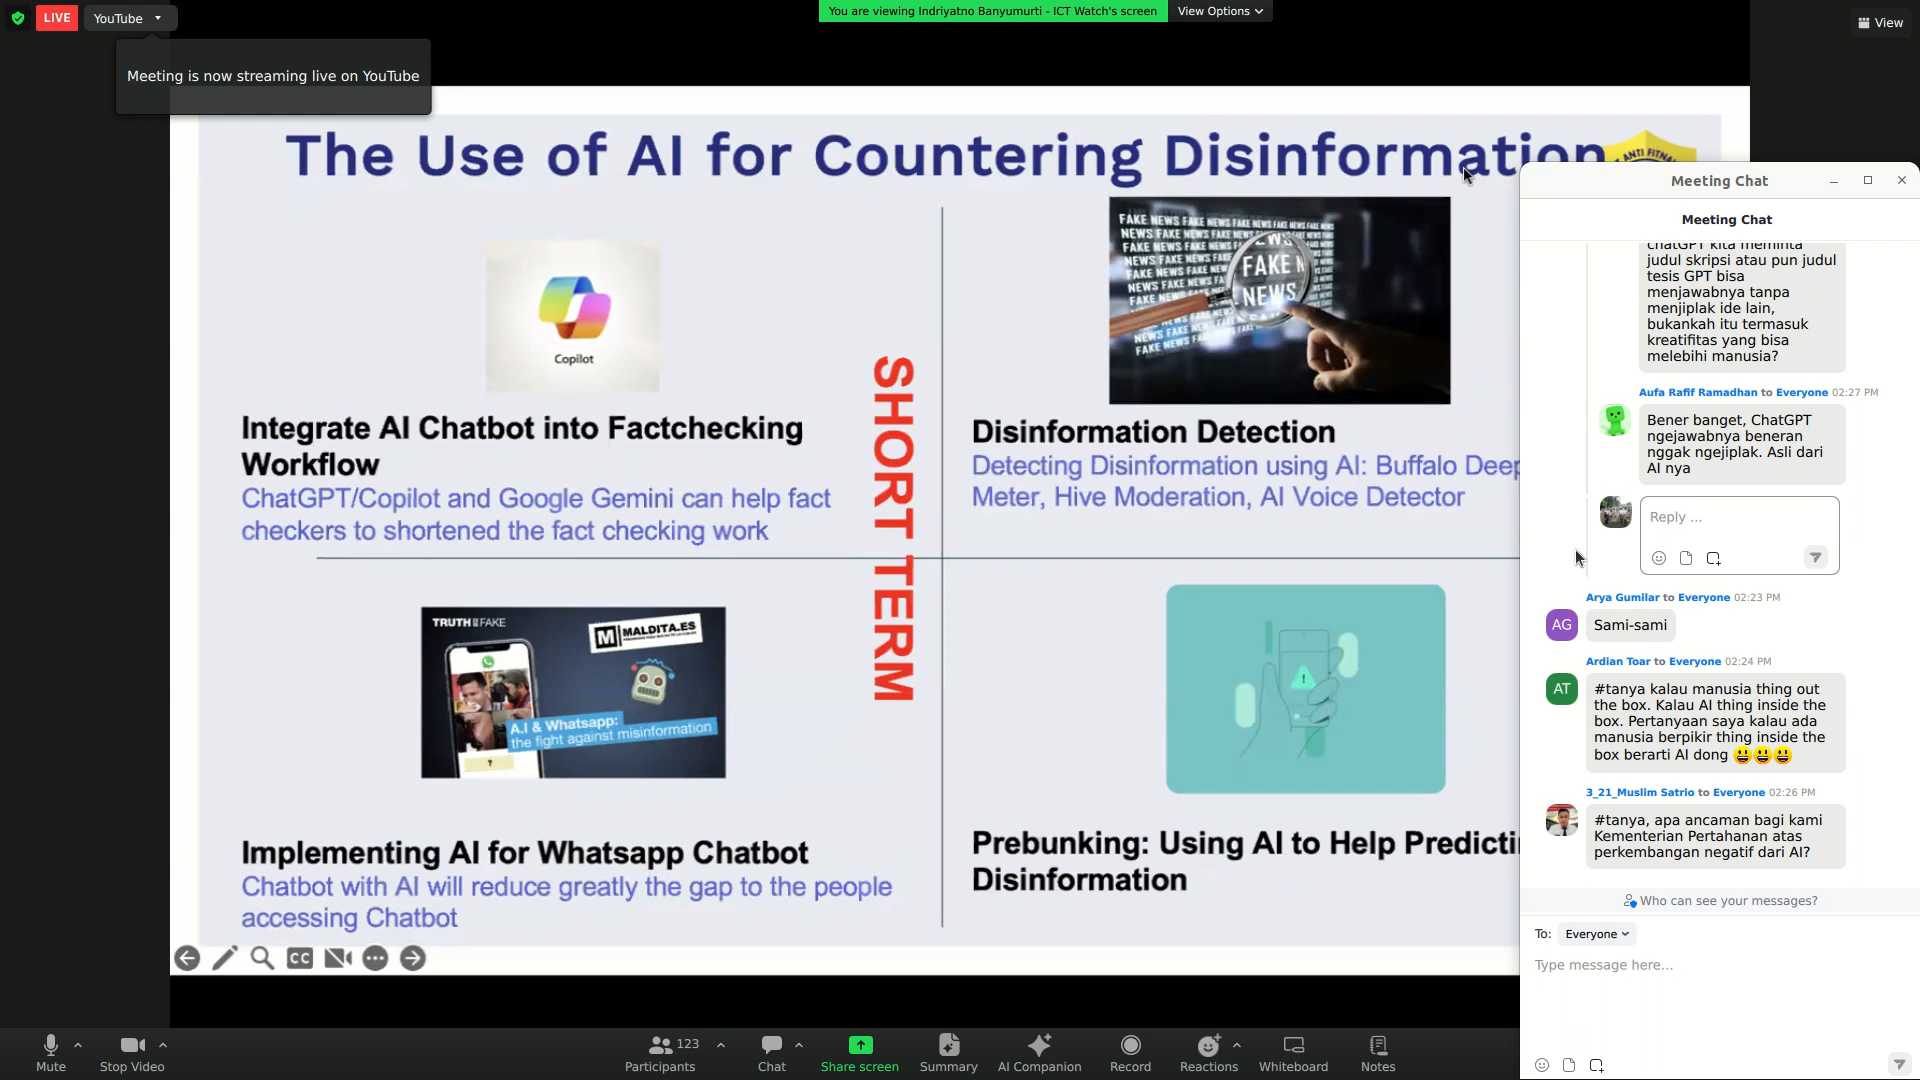 LIVE
YouTube
You are viewing Indriyatno Banyumurti - ICT Watch's screen
View Options
View
Meeting is now streaming live on YouTube
The Use of AI for Countering Disinformation
ANTI FITNAH
Copilot
Integrate AI Chatbot into Factchecking
Workflow
ChatGPT/Copilot and Google Gemini can help fact
checkers to shortened the fact checking work
FAKE NEWS
Disinformation Detection
Detecting Disinformation using AI: Buffalo Deep
Meter, Hive Moderation, AI Voice Detector
SHORT TERM
TRUTH OR FAKE
M MALDITA.ES
A.I & Whatsapp:
the fight against misinformation
?
Implementing AI for Whatsapp Chatbot
Chatbot with AI will reduce greatly the gap to the people
accessing Chatbot
!
Prebunking: Using AI to Help Predicti
Disinformation
CC
Meeting Chat
Meeting Chat
chatGPT kita meminta
judul skripsi atau pun judul
tesis GPT bisa
menjawabnya tanpa
menjiplak ide lain,
bukankah itu termasuk
kreatifitas yang bisa
melebihi manusia?
Aufa Rafif Ramadhan to Everyone 02:27 PM
Bener banget, ChatGPT
ngejawabnya beneran
nggak ngejiplak. Asli dari
AI nya
Reply ...
Arya Gumilar to Everyone 02:23 PM
AG
Sami-sami
Ardian Toar to Everyone 02:24 PM
AT
#tanya kalau manusia thing out
the box. Kalau AI thing inside the
box. Pertanyaan saya kalau ada
manusia berpikir thing inside the
box berarti AI dong 😃😃😃
3_21_Muslim Satrio to Everyone 02:26 PM
#tanya, apa ancaman bagi kami
Kementerian Pertahanan atas
perkembangan negatif dari AI?
Who can see your messages?
To: Everyone
Type message here...
Mute
Stop Video
Participants
123
Chat
Share screen
Summary
AI Companion
Record
Reactions
Whiteboard
Notes